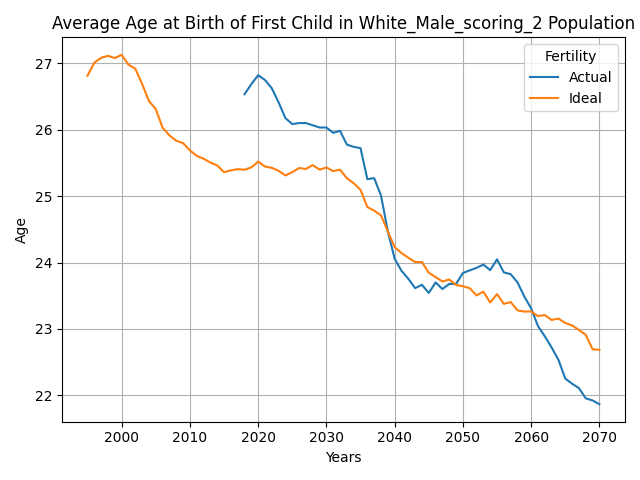 Average Age at Birth of First Child in White_Male_scoring_2 Population
Fertility
Actual
Ideal
27
26
25
24
23
22
Age
2000 2010 2020 2030 2040 2050 2060 2070
Years